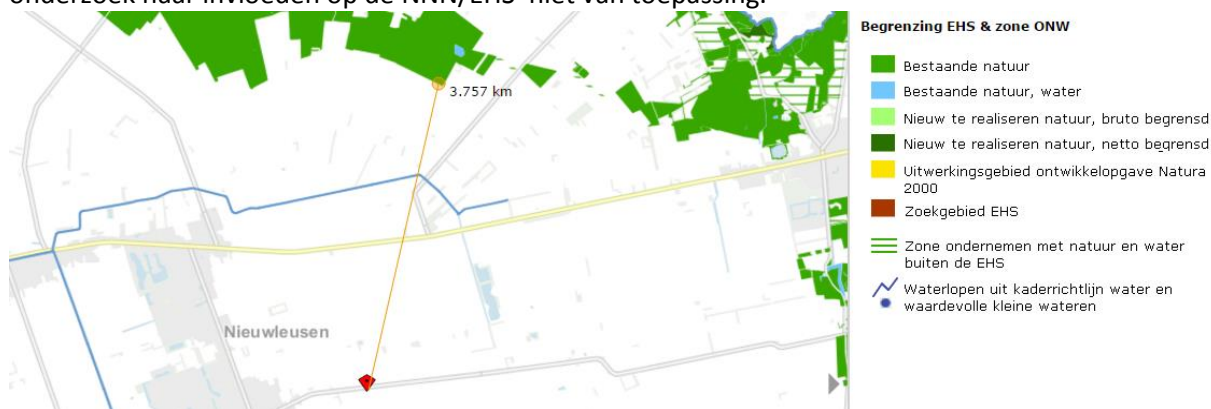 onderzoek naar invloeden op de NNN/EHS  niet van toepassing.
Begrenzing EHS & zone ONW
Bestaande natuur
Bestaande natuur, water
Nieuw te realiseren natuur, bruto begrensd
Nieuw te realiseren natuur, netto begrensd
Uitwerkingsgebied ontwikkelopgave Natura
2000
Zoekgebied EHS
Zone ondernemen met natuur en water
buiten de EHS
Waterlopen uit kaderrichtlijn water en
waardevolle kleine wateren
3.757 km
Nieuwleusen